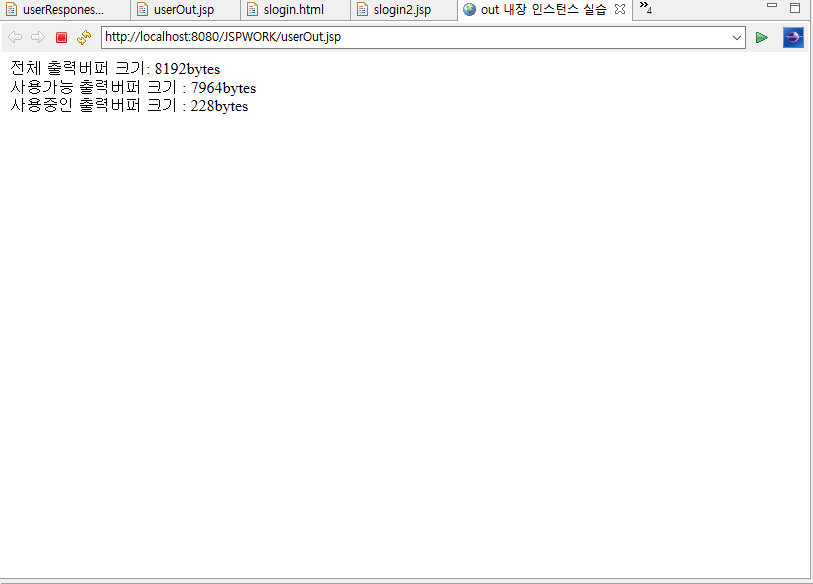 userRespones...
userOut.jsp
slogin.html
slogin2.jsp
out 내장 인스턴스 실습
4
http://localhost:8080/JSPWORK/userOut.jsp
전체 출력버퍼 크기: 8192bytes
사용가능 출력버퍼 크기 : 7964bytes
사용중인 출력버퍼 크기 : 228bytes